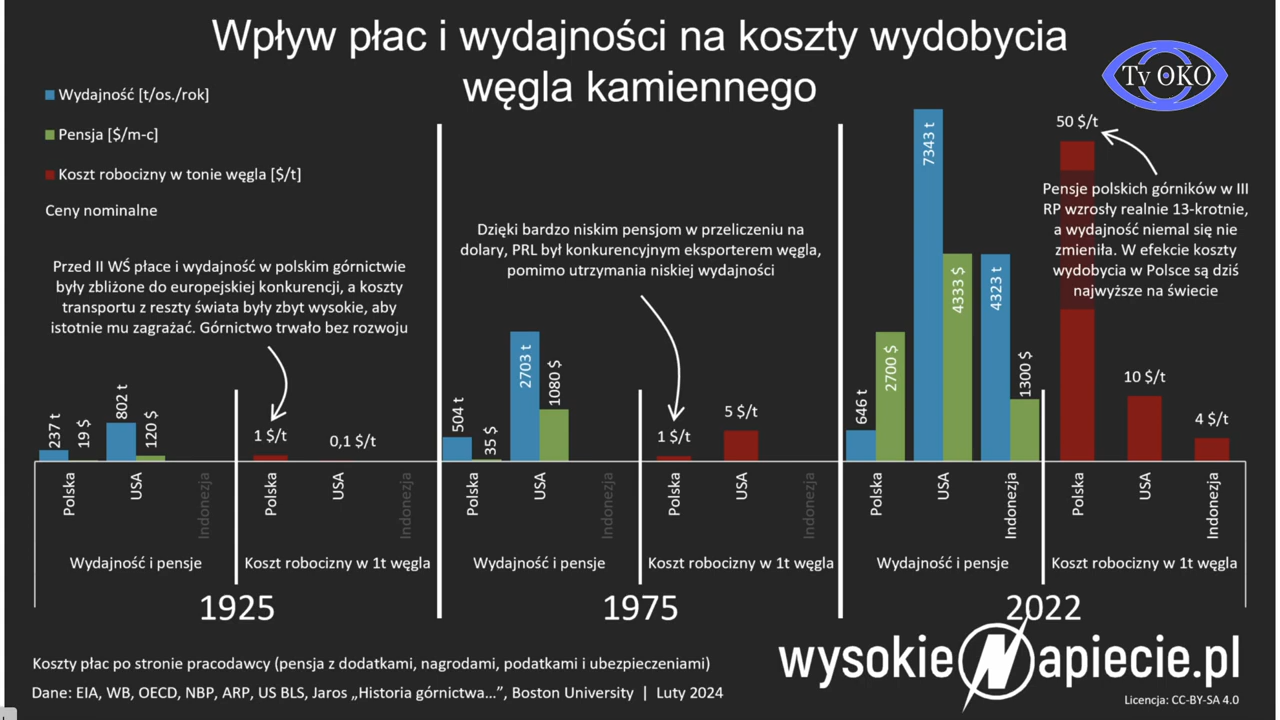 Wpływ płac i wydajności na koszty wydobycia
węgla kamiennego
Tv OKO
Wydajność [t/os./rok]
Pensja [$/m-c]
Koszt robocizny w tonie węgla [$/t]
Ceny nominalne
Przed II WŚ płace i wydajność w polskim górnictwie
były zbliżone do europejskiej konkurencji, a koszty
transportu z reszty świata były zbyt wysokie, aby
istotnie mu zagrażać. Górnictwo trwało bez rozwoju
Dzięki bardzo niskim pensjom w przeliczeniu na
dolary, PRL był konkurencyjnym eksporterem węgla,
pomimo utrzymania niskiej wydajności
Pensje polskich górników w III
RP wzrosły realnie 13-krotnie,
a wydajność niemal się nie
zmieniła. W efekcie koszty
wydobycia w Polsce są dziś
najwyższe na świecie
237 t
19 $
802 t
120 $
1 $/t
0,1 $/t
504 t
35 $
2703 t
1080 $
1 $/t
5 $/t
646 t
2700 $
7343 t
4333 $
4323 t
1300 $
50 $/t
10 $/t
4 $/t
Polska
USA
Indonezja
Polska
USA
Indonezja
Polska
USA
Indonezja
Polska
USA
Indonezja
Polska
USA
Indonezja
Polska
USA
Indonezja
Wydajność i pensje
Koszt robocizny w 1t węgla
Wydajność i pensje
Koszt robocizny w 1t węgla
Wydajność i pensje
Koszt robocizny w 1t węgla
1925
1975
2022
Koszty płac po stronie pracodawcy (pensja z dodatkami, nagrodami, podatkami i ubezpieczeniami)
Dane: EIA, WB, OECD, NBP, ARP, US BLS, Jaros „Historia górnictwa...”, Boston University | Luty 2024
wysokieNapiecie.pl
Licencja: CC-BY-SA 4.0